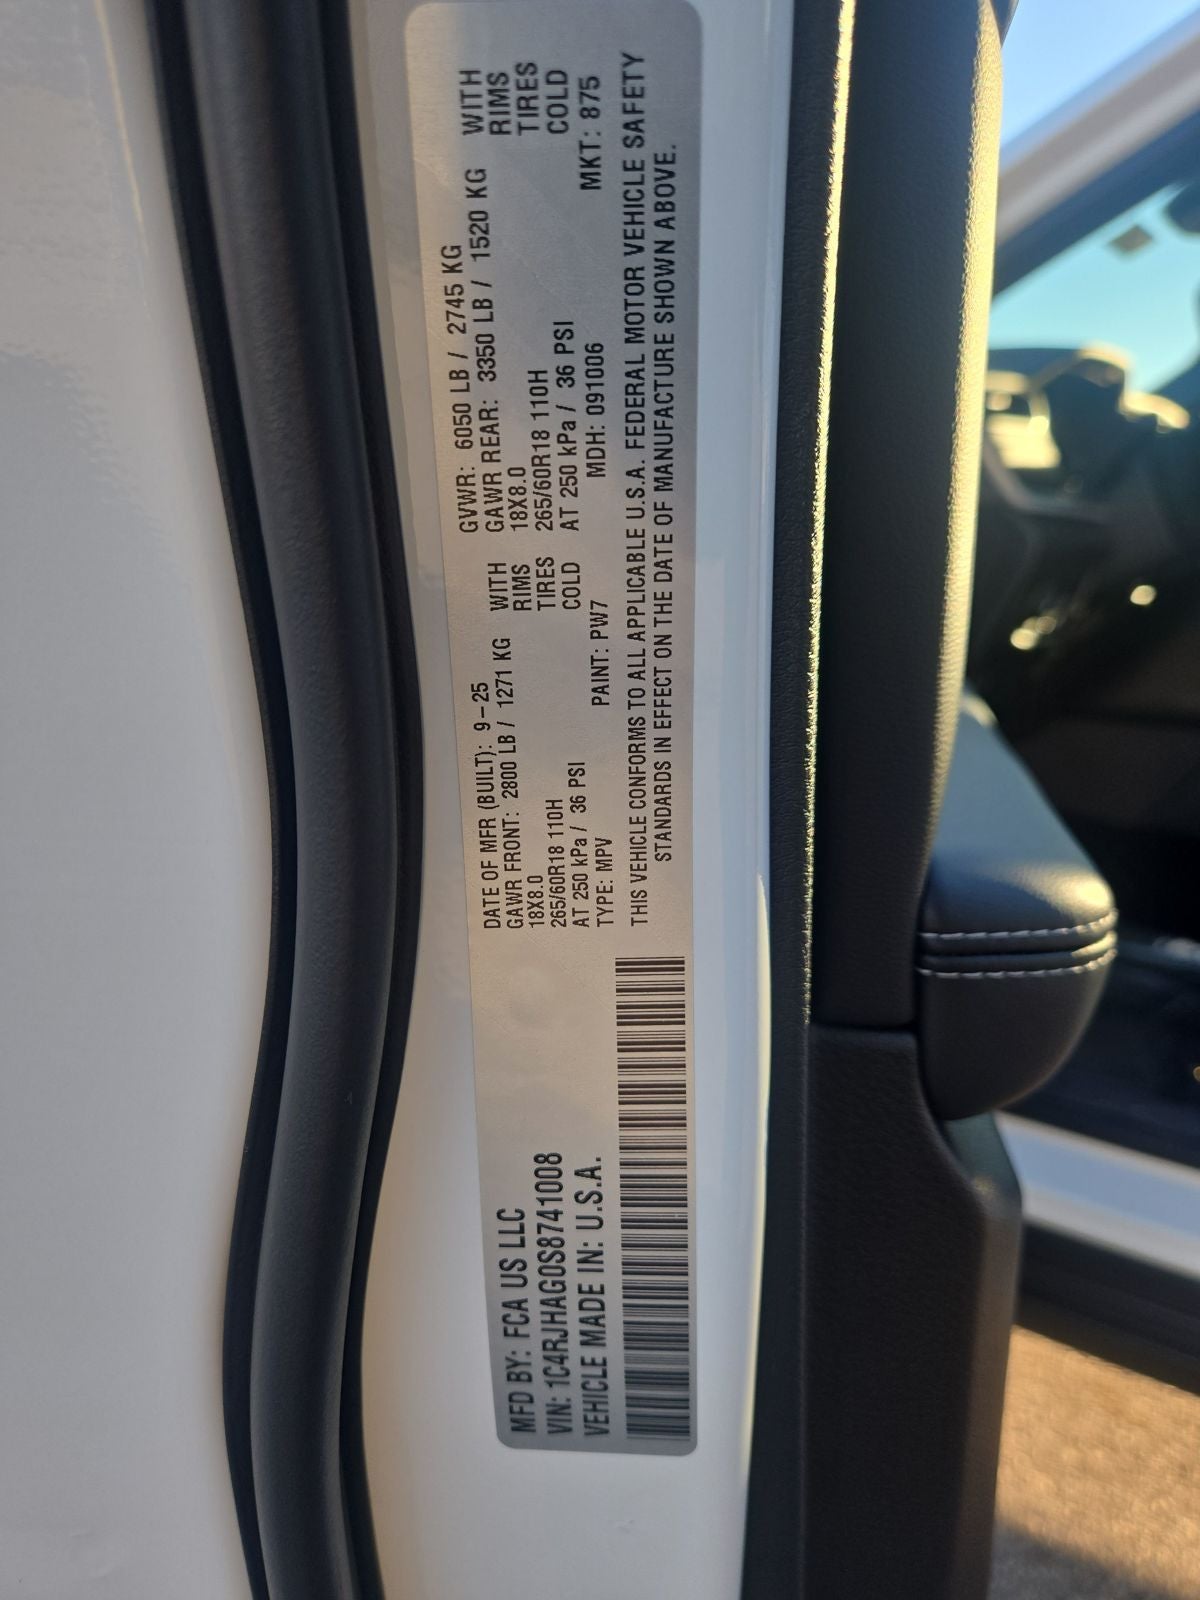 MFD BY: FCA US LLC
VIN: 1C4RJHAG0S8741008
VEHICLE MADE IN: U.S.A.
DATE OF MFR (BUILT): 9-25
GAWR FRONT: 2800 LB / 1271 KG WITH
18X8.0 RIMS
265/60R18 110H TIRES
AT 250 kPa / 36 PSI COLD
TYPE: MPV PAINT: PW7
GVWR: 6050 LB / 2745 KG
GAWR REAR: 3350 LB / 1520 KG WITH
18X8.0 RIMS
265/60R18 110H TIRES
AT 250 kPa / 36 PSI COLD
MDH: 091006 MKT: 875
THIS VEHICLE CONFORMS TO ALL APPLICABLE U.S.A. FEDERAL MOTOR VEHICLE SAFETY
STANDARDS IN EFFECT ON THE DATE OF MANUFACTURE SHOWN ABOVE.